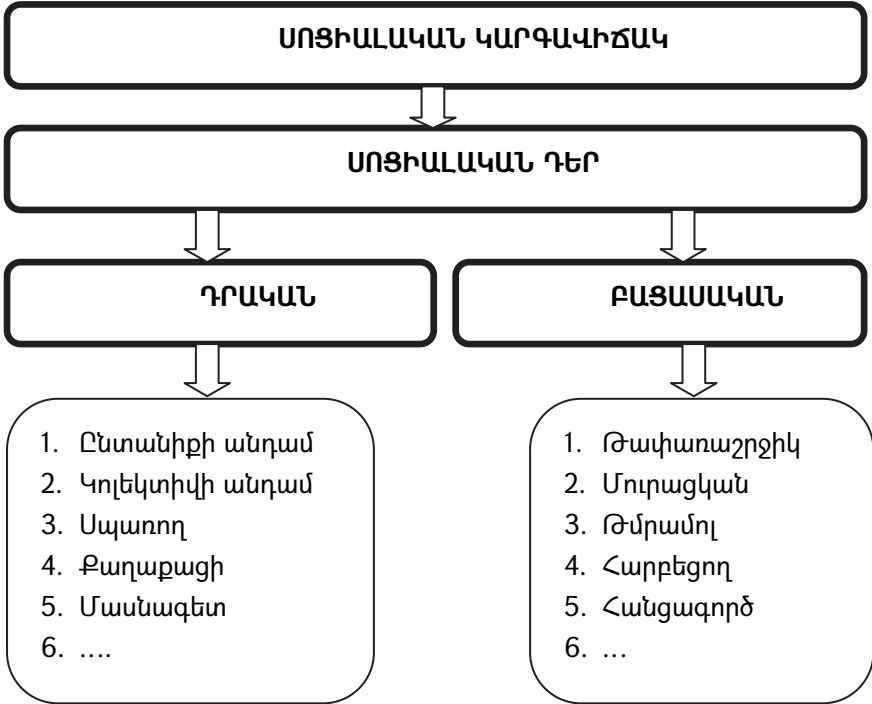 ՍՈՑԻԱԼԱԿԱՆ ԿԱՐԳԱՎԻՃԱԿ
ՍՈՑԻԱԼԱԿԱՆ ԴԵՐ
ԴՐԱԿԱՆ
ԲԱՑԱՍԱԿԱՆ
1. Ընտանիքի անդամ
2. Կոլեկտիվի անդամ
3. Սպառող
4. Քաղաքացի
5. Մասնագետ
6. ....
1. Թափառաշրջիկ
2. Մուրացկան
3. Թմրամոլ
4. Հարբեցող
5. Հանցագործ
6. ...